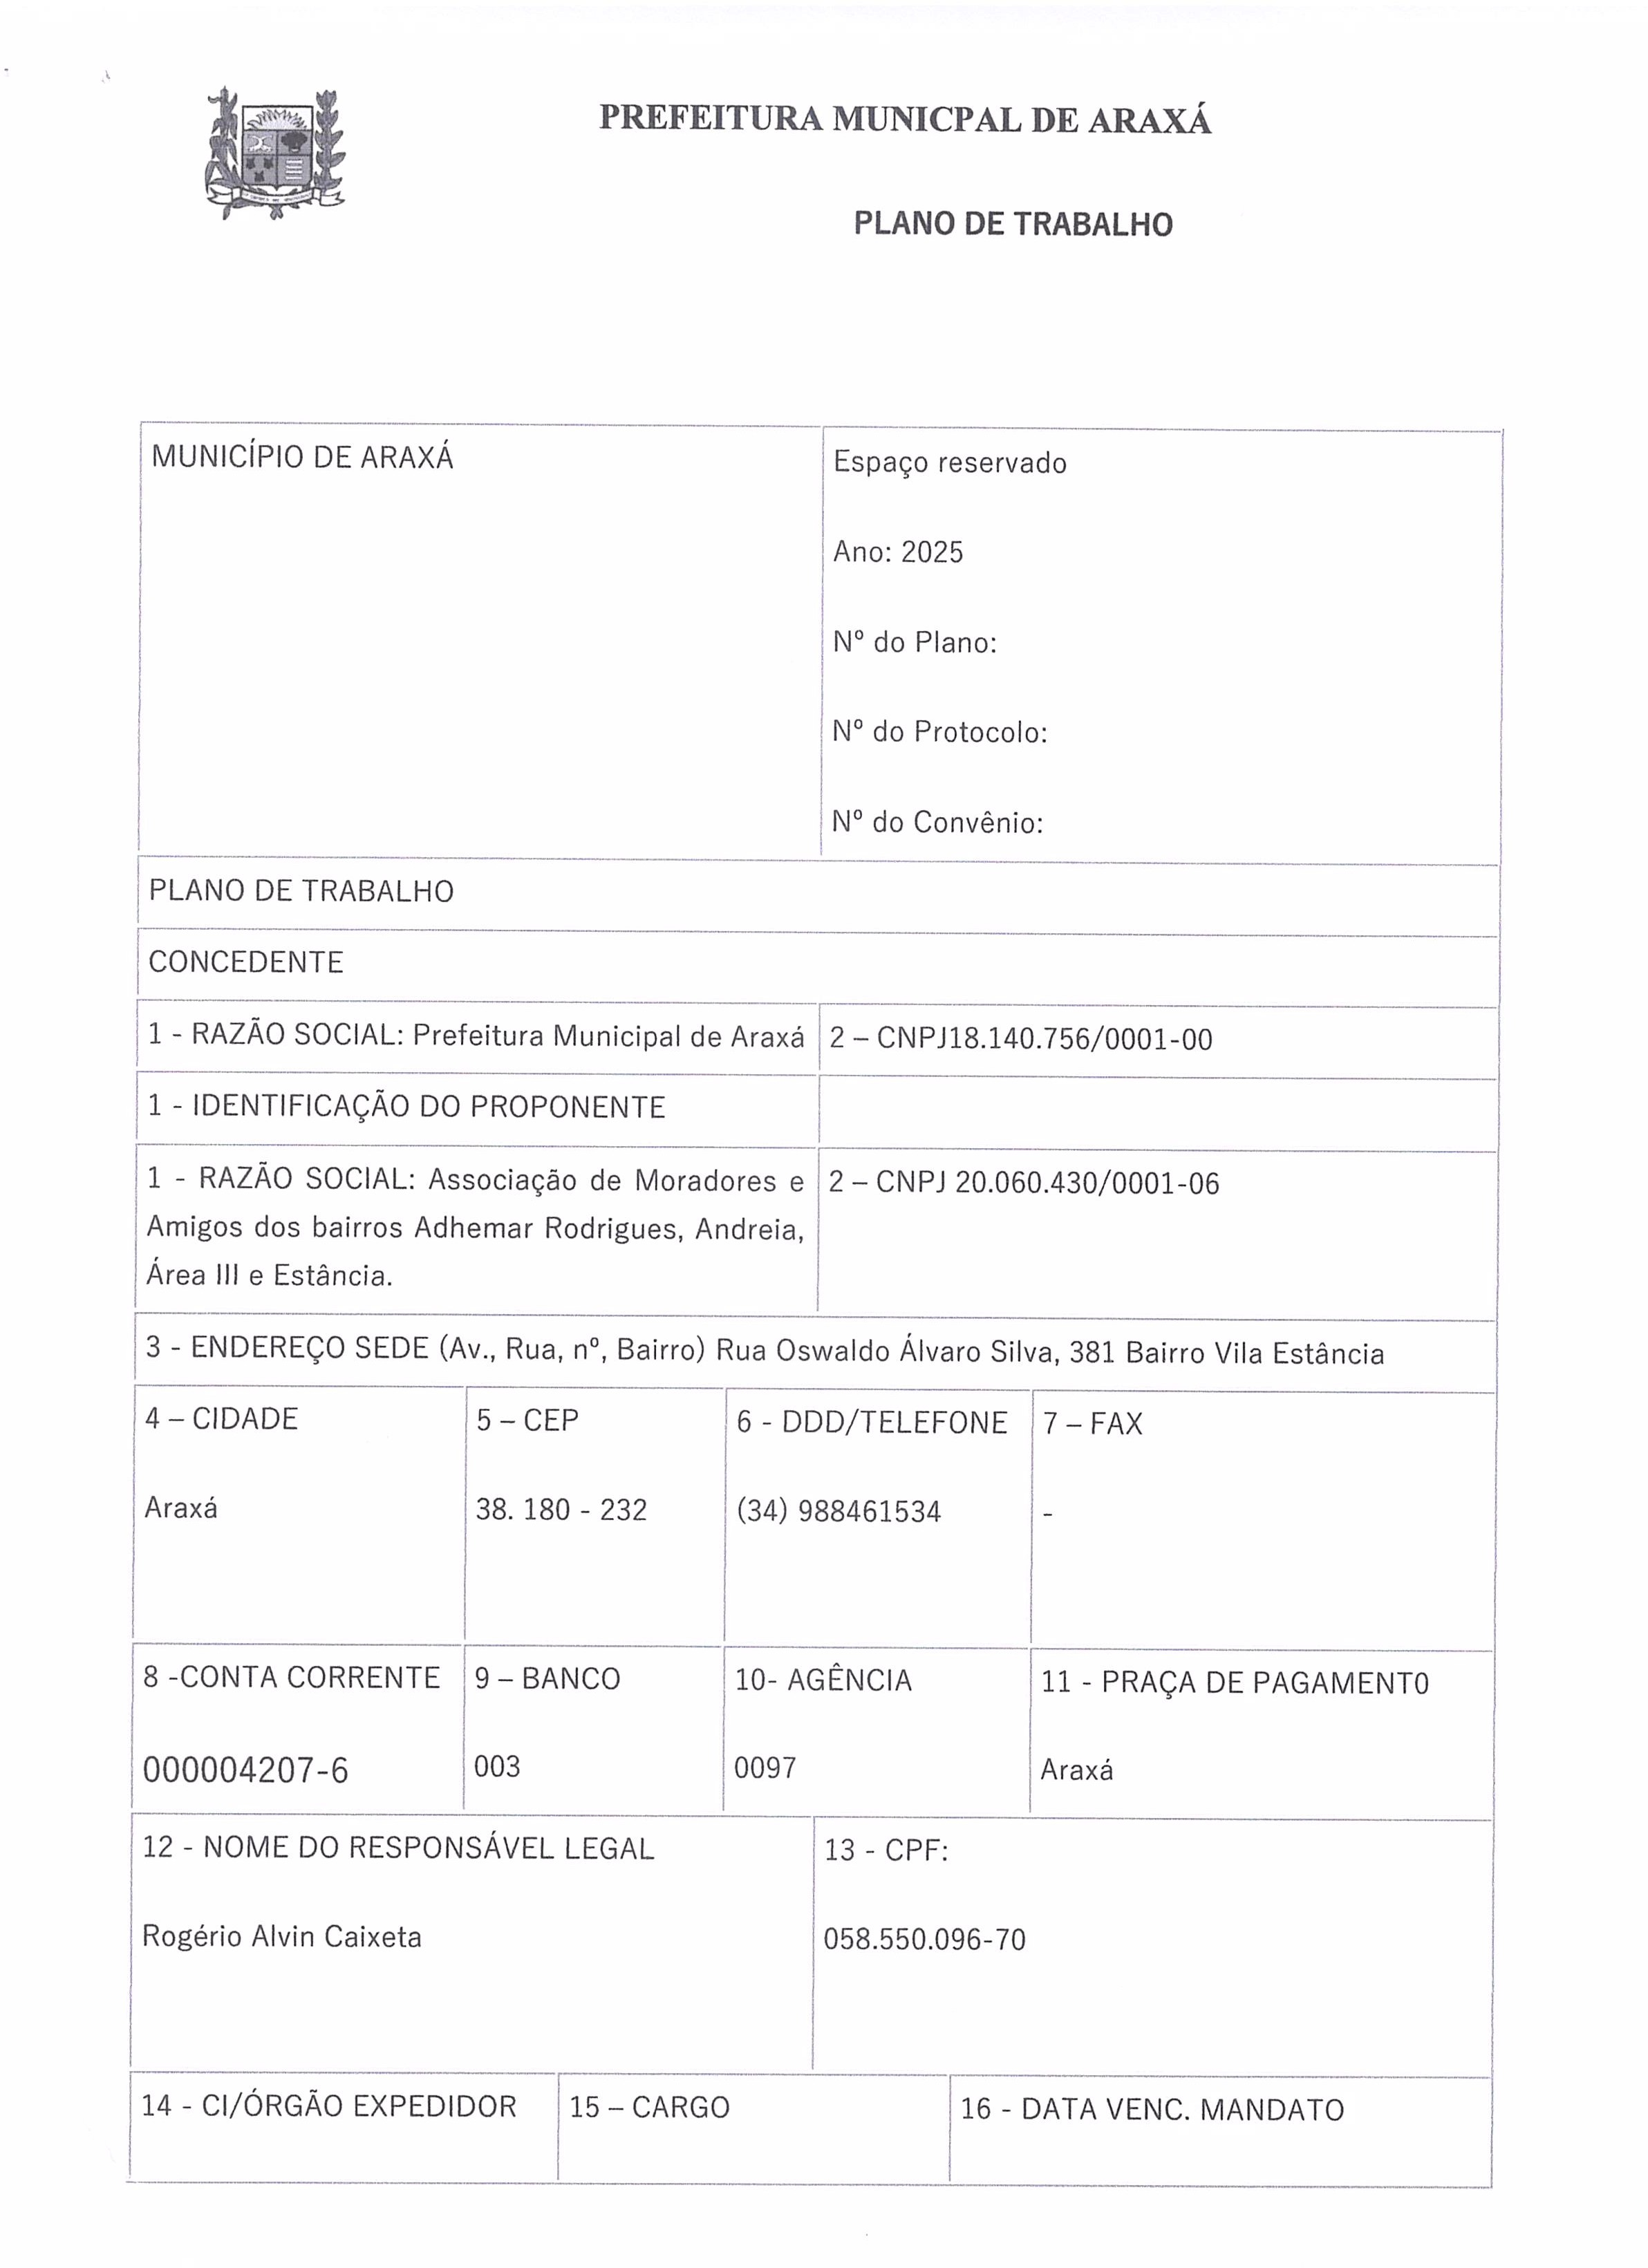 PREFEITURA MUNICPAL DE ARAXÁ
PLANO DE TRABALHO
MUNICÍPIO DE ARAXÁ
Espaço reservado
Ano: 2025
Nº do Plano:
Nº do Protocolo:
Nº do Convênio:
PLANO DE TRABALHO
CONCEDENTE
1 - RAZÃO SOCIAL: Prefeitura Municipal de Araxá
2 – CNPJ18.140.756/0001-00
1 - IDENTIFICAÇÃO DO PROPONENTE
1 - RAZÃO SOCIAL: Associação de Moradores e
Amigos dos bairros Adhemar Rodrigues, Andreia,
Área III e Estância.
2 – CNPJ 20.060.430/0001-06
3 - ENDEREÇO SEDE (Av., Rua, nº, Bairro) Rua Oswaldo Álvaro Silva, 381 Bairro Vila Estância
4 – CIDADE
Araxá
5 – CEP
38. 180 - 232
6 - DDD/TELEFONE
(34) 988461534
7 – FAX
-
8 -CONTA CORRENTE
000004207-6
9 – BANCO
003
10- AGÊNCIA
0097
11 - PRAÇA DE PAGAMENTO
Araxá
12 - NOME DO RESPONSÁVEL LEGAL
Rogério Alvin Caixeta
13 - CPF:
058.550.096-70
14 - CI/ÓRGÃO EXPEDIDOR
15 – CARGO
16 - DATA VENC. MANDATO